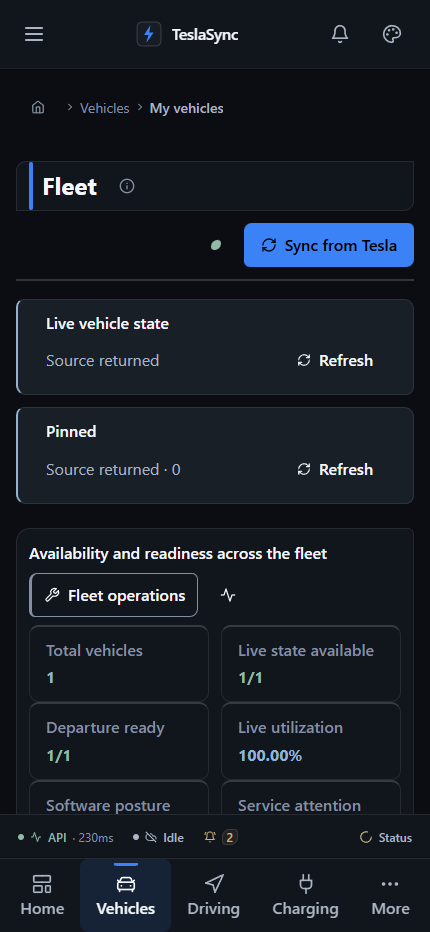 TeslaSync
Vehicles
My vehicles
Fleet
Sync from Tesla
Live vehicle state
Source returned
Refresh
Pinned
Source returned · 0
Refresh
Availability and readiness across the fleet
Fleet operations
Total vehicles
1
Live state available
1/1
Departure ready
1/1
Live utilization
100.00%
Software posture
Service attention
API · 230ms
Idle
2
Status
Home
Vehicles
Driving
Charging
More